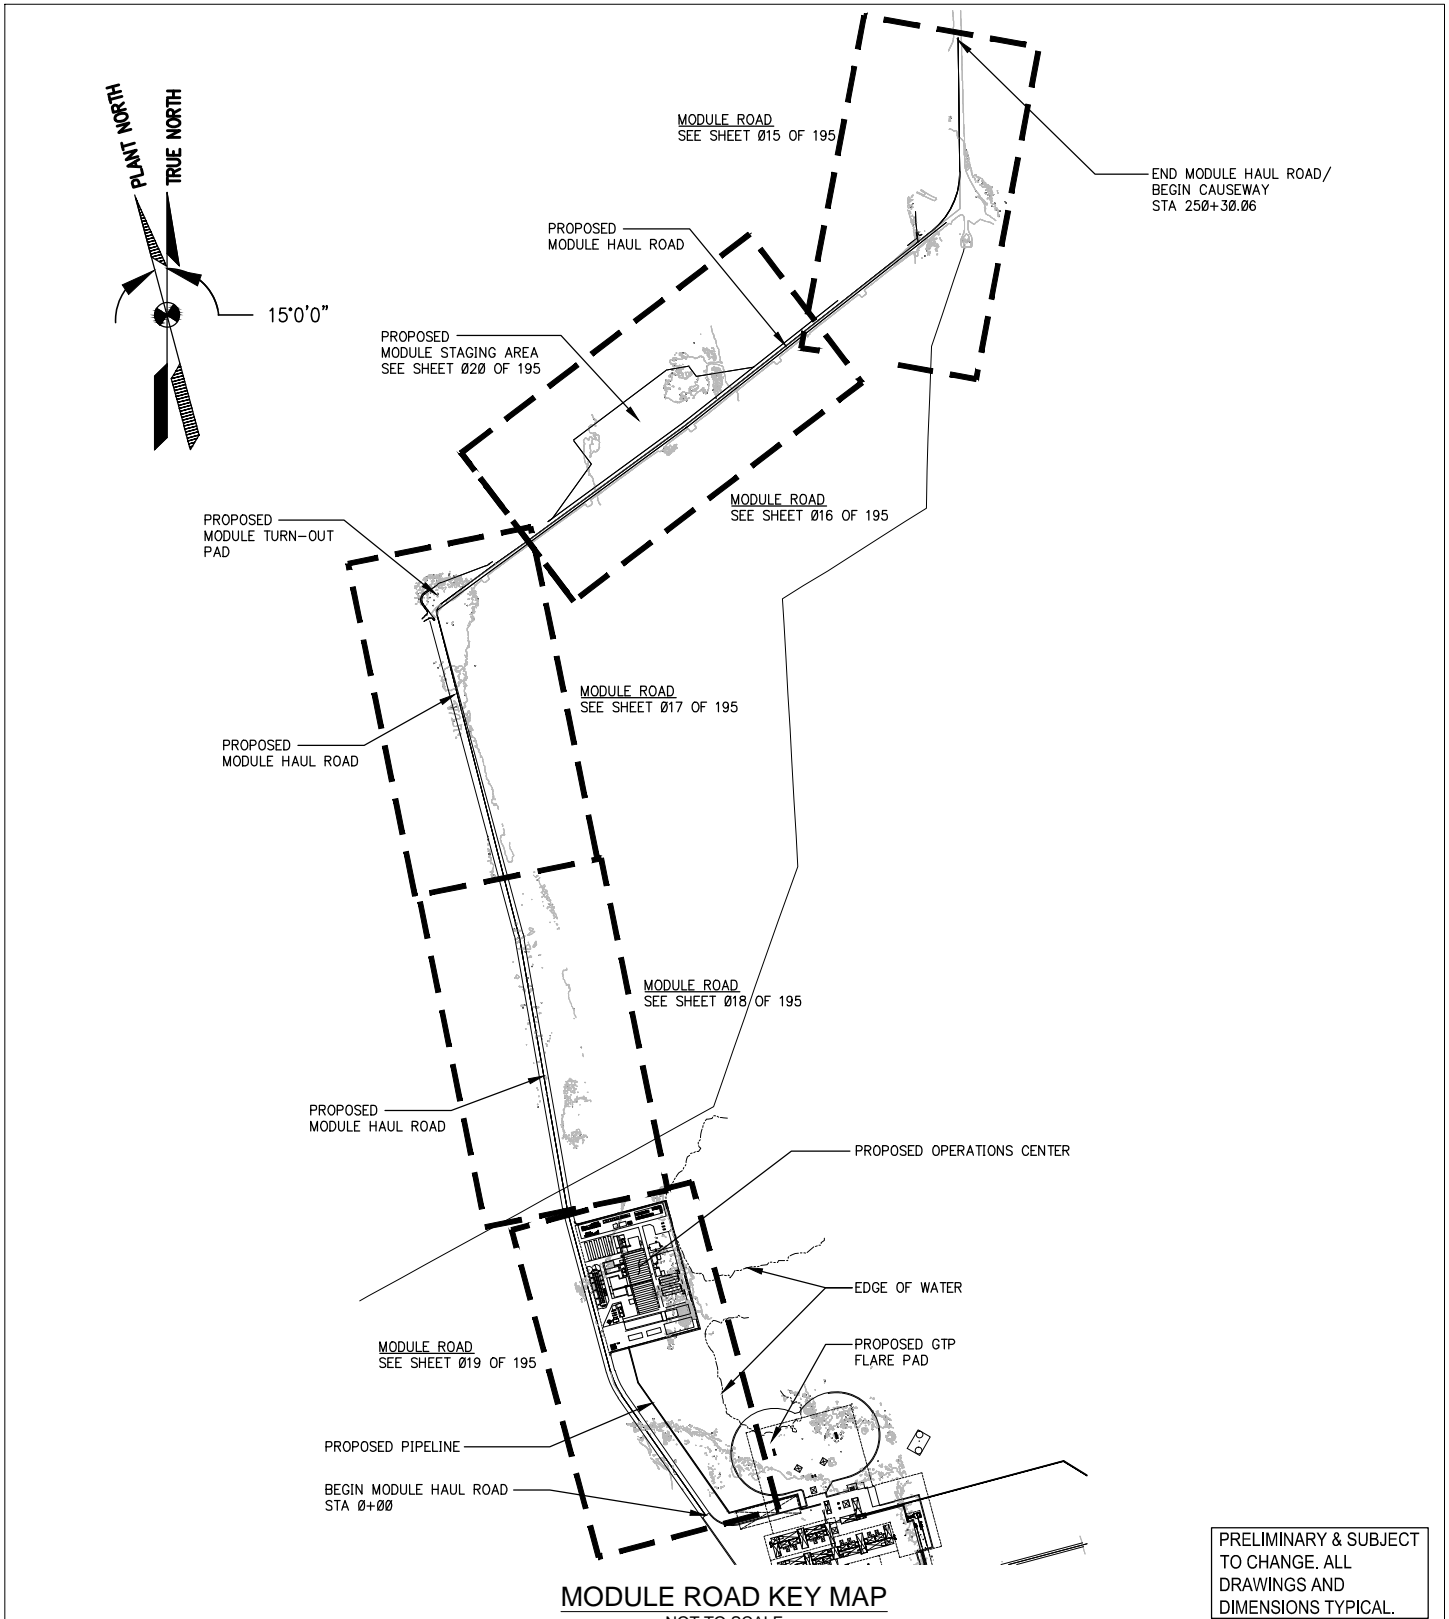 PLANT NORTH
TRUE NORTH
15°0'0"
MODULE ROAD
SEE SHEET Ø15 OF 195
END MODULE HAUL ROAD/
BEGIN CAUSEWAY
STA 25Ø+3Ø.Ø6
PROPOSED
MODULE HAUL ROAD
PROPOSED
MODULE STAGING AREA
SEE SHEET Ø2Ø OF 195
MODULE ROAD
SEE SHEET Ø16 OF 195
PROPOSED
MODULE TURN-OUT
PAD
MODULE ROAD
SEE SHEET Ø17 OF 195
PROPOSED
MODULE HAUL ROAD
MODULE ROAD
SEE SHEET Ø18 OF 195
PROPOSED
MODULE HAUL ROAD
PROPOSED OPERATIONS CENTER
EDGE OF WATER
MODULE ROAD
SEE SHEET Ø19 OF 195
PROPOSED GTP
FLARE PAD
PROPOSED PIPELINE
BEGIN MODULE HAUL ROAD
STA Ø+ØØ
MODULE ROAD KEY MAP
NOT TO SCALE
PRELIMINARY & SUBJECT
TO CHANGE. ALL
DRAWINGS AND
DIMENSIONS TYPICAL.